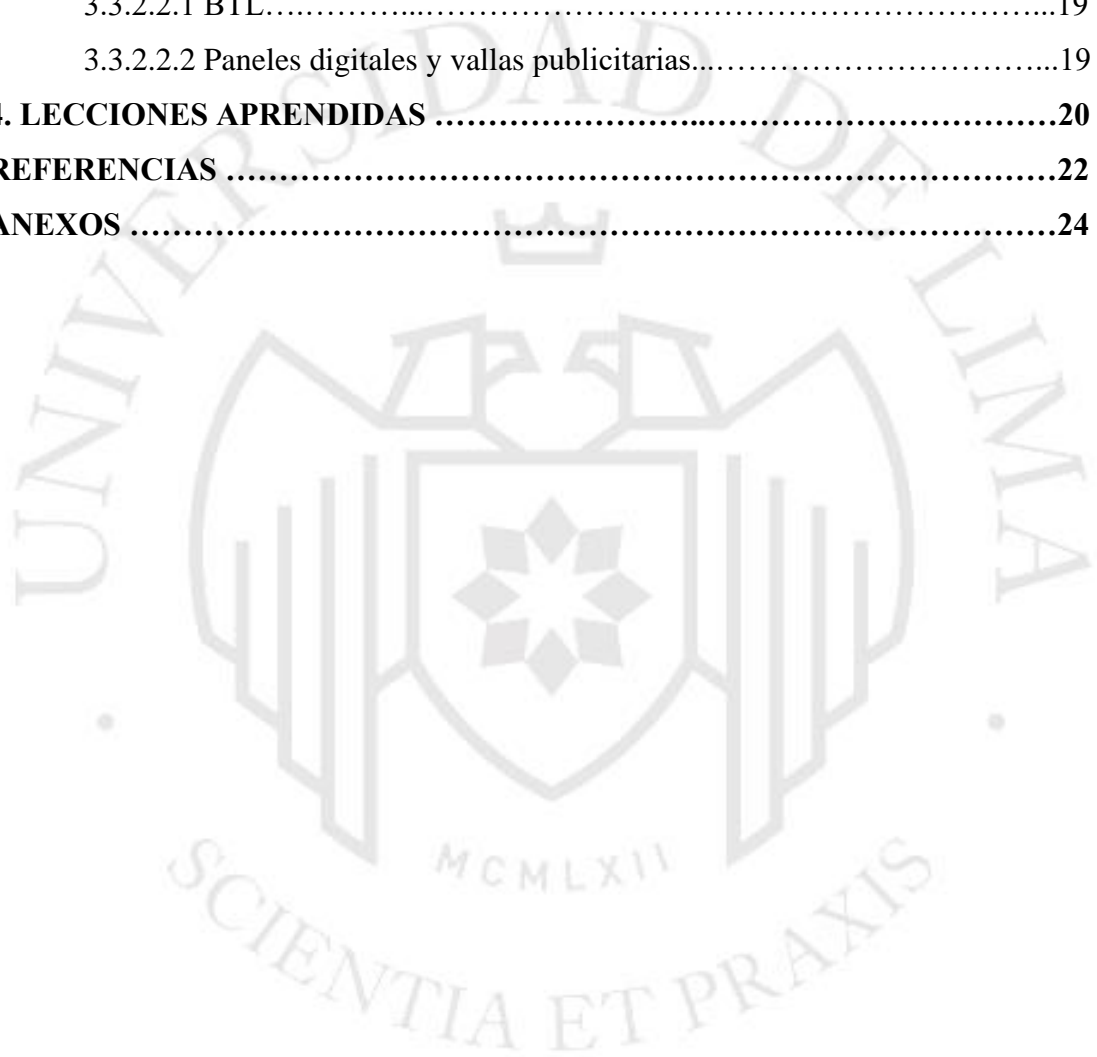 3.3.2.2.1 BTL….………...…………………………………………………...19
3.3.2.2.2 Paneles digitales y vallas publicitarias...…………………………...19
4. LECCIONES APRENDIDAS ……………………...……………………………20
REFERENCIAS ……………………………………………………………………22
ANEXOS ……………………………………………………………………………24
UNIVERSIDAD DE LIMA
MCMLXII
SCIENTIA ET PRAXIS